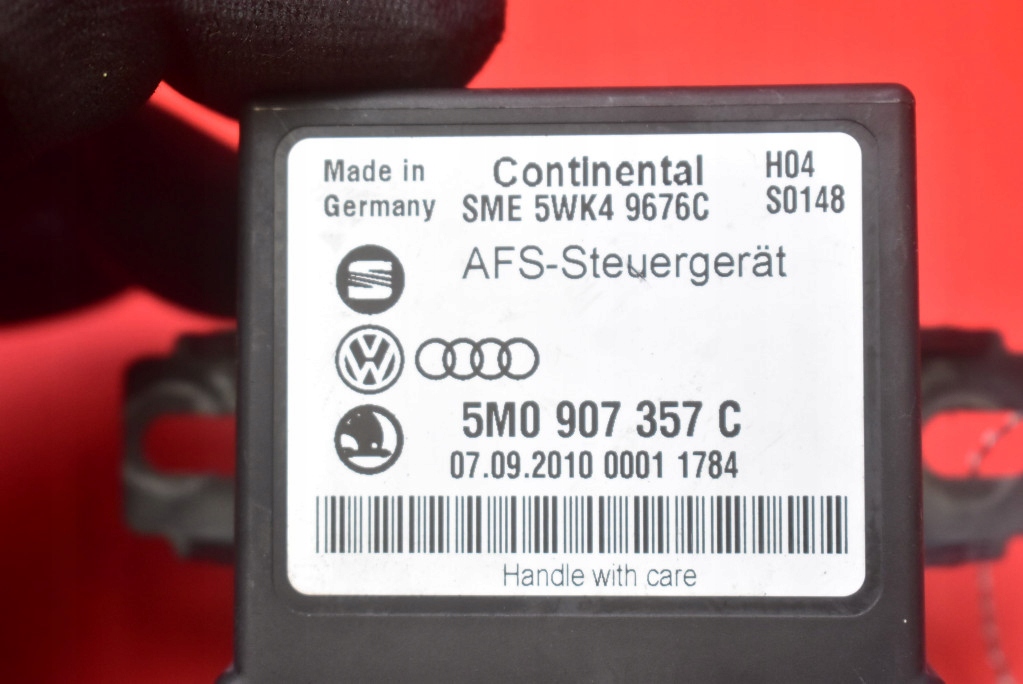 Made in Continental H04
Germany SME 5WK4 9676C S0148
AFS-Steuergerät
5M0 907 357 C
07.09.2010 0001 1784
Handle with care